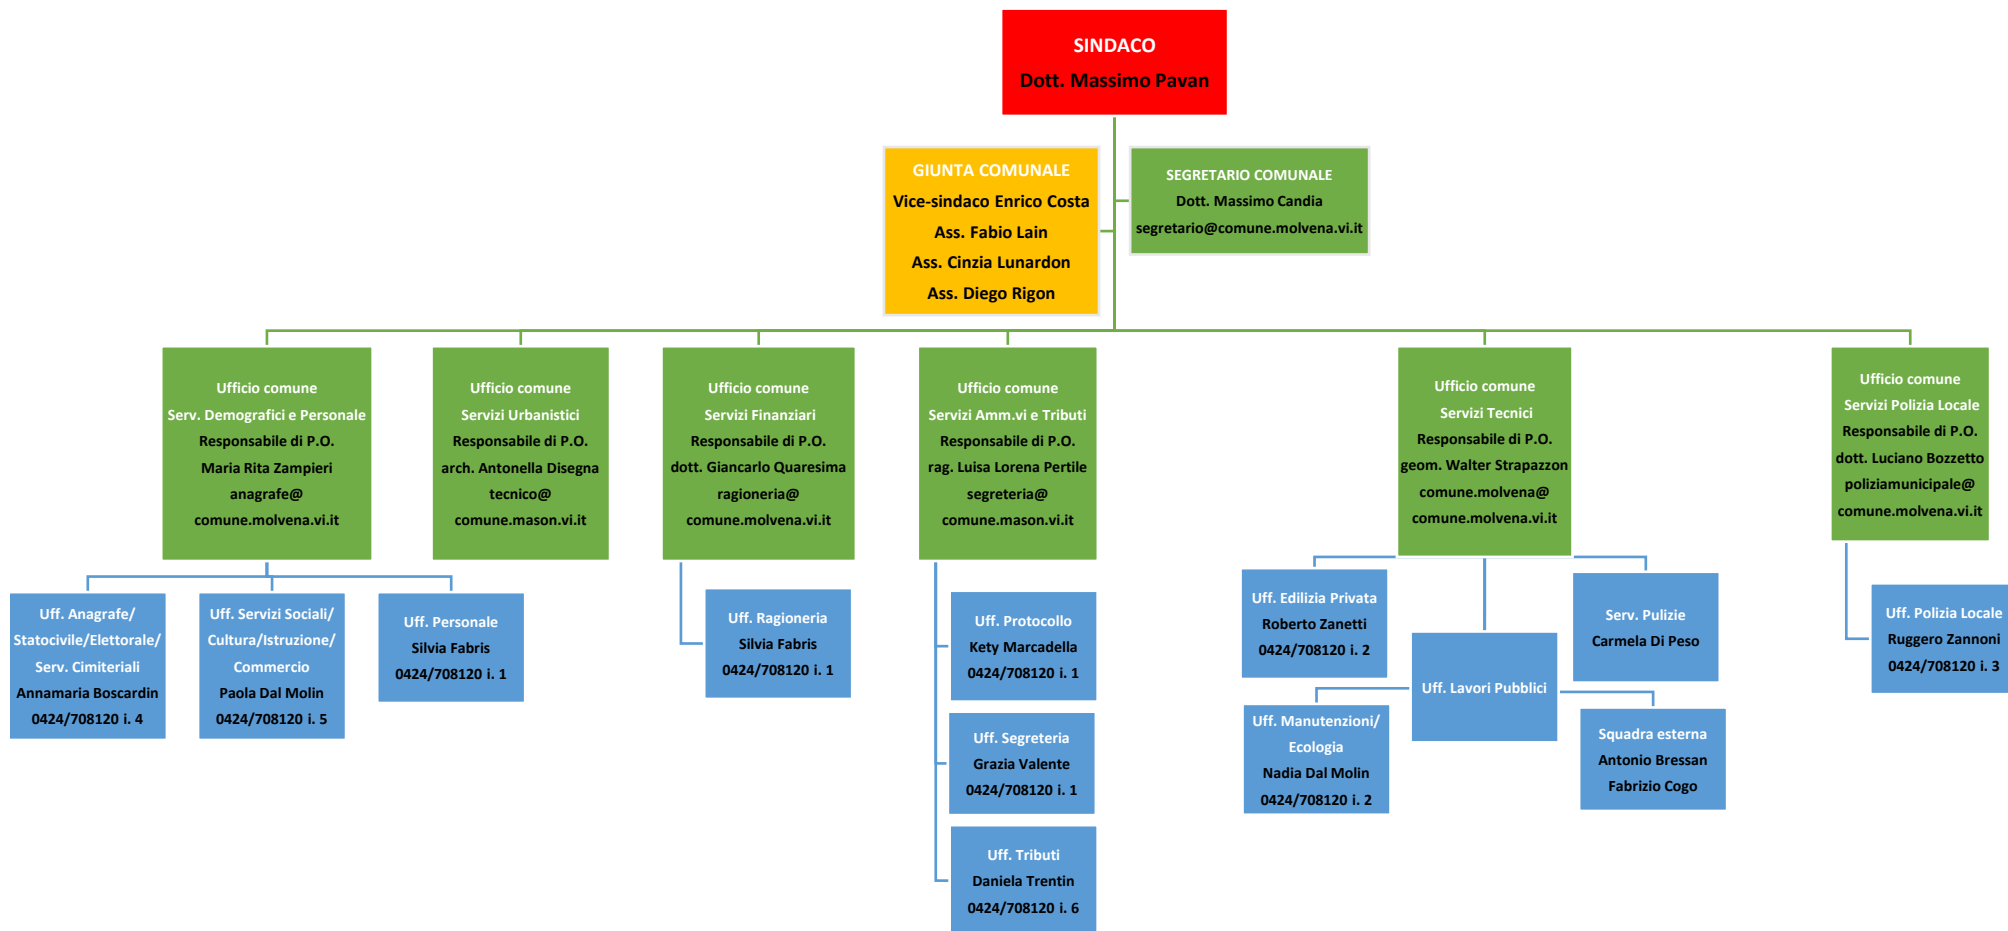 SINDACO
Dott. Massimo Pavan
GIUNTA COMUNALE
Vice-sindaco Enrico Costa
Ass. Fabio Lain
Ass. Cinzia Lunardon
Ass. Diego Rigon
SEGRETARIO COMUNALE
Dott. Massimo Candia
segretario@comune.molvena.vi.it
Ufficio comune
Serv. Demografici e Personale
Responsabile di P.O.
Maria Rita Zampieri
anagrafe@
comune.molvena.vi.it
Ufficio comune
Servizi Urbanistici
Responsabile di P.O.
arch. Antonella Disegna
tecnico@
comune.mason.vi.it
Ufficio comune
Servizi Finanziari
Responsabile di P.O.
dott. Giancarlo Quaresima
ragioneria@
comune.molvena.vi.it
Ufficio comune
Servizi Amm.vi e Tributi
Responsabile di P.O.
rag. Luisa Lorena Pertile
segreteria@
comune.mason.vi.it
Ufficio comune
Servizi Tecnici
Responsabile di P.O.
geom. Walter Strapazzon
comune.molvena@
comune.molvena.vi.it
Ufficio comune
Servizi Polizia Locale
Responsabile di P.O.
dott. Luciano Bozzetto
poliziamunicipale@
comune.molvena.vi.it
Uff. Anagrafe/
Statocivile/Elettorale/
Serv. Cimiteriali
Annamaria Boscardin
0424/708120 i. 4
Uff. Servizi Sociali/
Cultura/Istruzione/
Commercio
Paola Dal Molin
0424/708120 i. 5
Uff. Personale
Silvia Fabris
0424/708120 i. 1
Uff. Ragioneria
Silvia Fabris
0424/708120 i. 1
Uff. Protocollo
Kety Marcadella
0424/708120 i. 1
Uff. Segreteria
Grazia Valente
0424/708120 i. 1
Uff. Tributi
Daniela Trentin
0424/708120 i. 6
Uff. Edilizia Privata
Roberto Zanetti
0424/708120 i. 2
Serv. Pulizie
Carmela Di Peso
Uff. Lavori Pubblici
Uff. Manutenzioni/
Ecologia
Nadia Dal Molin
0424/708120 i. 2
Squadra esterna
Antonio Bressan
Fabrizio Cogo
Uff. Polizia Locale
Ruggero Zannoni
0424/708120 i. 3